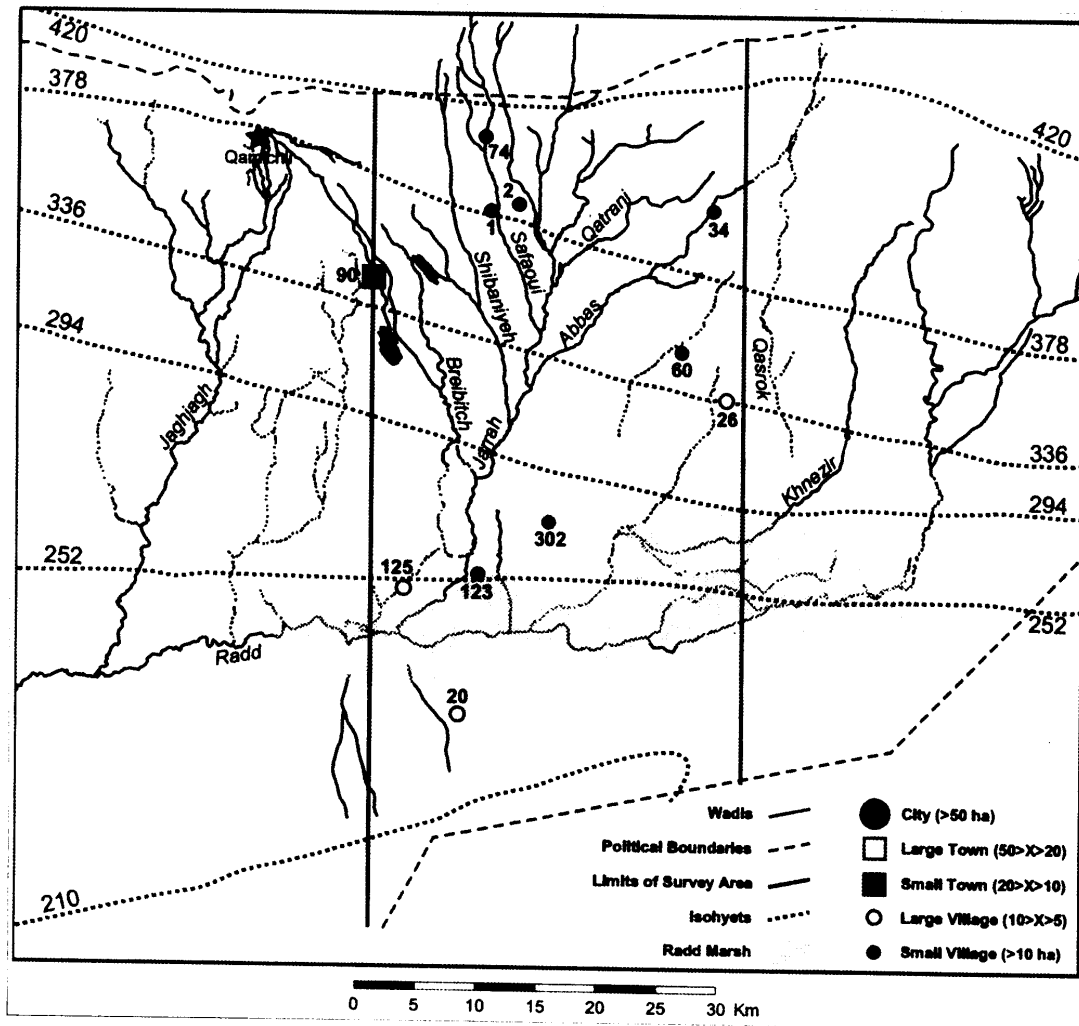 420
378
420
Qamichli
74
336
2
1
34
Qatrani
Safaoui
Shibaniyeh
90
Abbas
294
378
60
Qasrok
Breibitch
26
Jaghjagh
Jarrah
336
Khnezir
294
302
252
125
123
252
Radd
20
210
Wadis
City (>50 ha)
Political Boundaries
Large Town (50>X>20)
Limits of Survey Area
Small Town (20>X>10)
Isohyets
Large Village (10>X>5)
Radd Marsh
Small Village (>10 ha)
0 5 10 15 20 25 30 Km